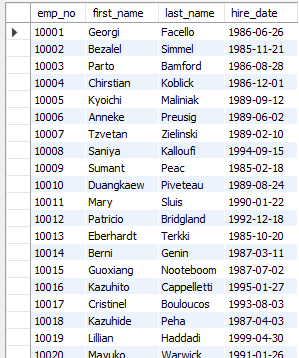 emp_no first_name last_name hire_date
10001 Georgi Facello 1986-06-26
10002 Bezalel Simmel 1985-11-21
10003 Parto Bamford 1986-08-28
10004 Chirstian Koblick 1986-12-01
10005 Kyoichi Maliniak 1989-09-12
10006 Anneke Preusig 1989-06-02
10007 Tzvetan Zielinski 1989-02-10
10008 Saniya Kalloufi 1994-09-15
10009 Sumant Peac 1985-02-18
10010 Duangkaew Piveteau 1989-08-24
10011 Mary Sluis 1990-01-22
10012 Patricio Bridgland 1992-12-18
10013 Eberhardt Terkki 1985-10-20
10014 Berni Genin 1987-03-11
10015 Guoxiang Nooteboom 1987-07-02
10016 Kazuhito Cappelletti 1995-01-27
10017 Cristinel Bouloucos 1993-08-03
10018 Kazuhide Peha 1987-04-03
10019 Lillian Haddadi 1999-04-30
10020 Mayuko Warwick 1991-01-26